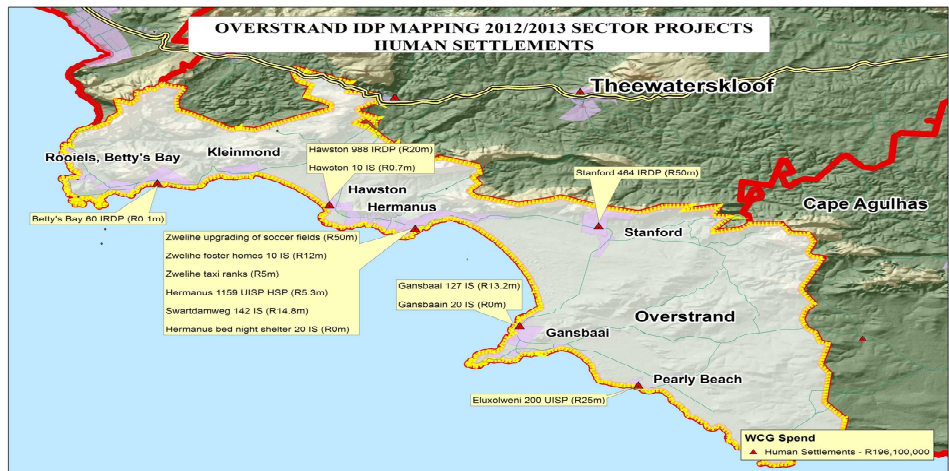 OVERSTRAND IDP MAPPING 2012/2013 SECTOR PROJECTS
HUMAN SETTLEMENTS
Theewaterskloof
Rooiels, Betty's Bay
Kleinmond
Hawston 988 IRDP (R20m)
Hawston 10 IS (R0.7m)
Stanford 464 IRDP (R50m)
Hawston
Hermanus
Cape Agulhas
Betty's Bay 60 IRDP (R0.1m)
Stanford
Zwelihe upgrading of soccer fields (R50m)
Zwelihe foster homes 10 IS (R12m)
Zwelihe taxi ranks (R5m)
Hermanus 1159 UISP HSP (R5.3m)
Swartdamweg 142 IS (R14.8m)
Hermanus bed night shelter 20 IS (R0m)
Gansbaai 127 IS (R13.2m)
Gansbaain 20 IS (R0m)
Overstrand
Gansbaai
Pearly Beach
Eluxolweni 200 UISP (R25m)
WCG Spend
Human Settlements - R196,100,000